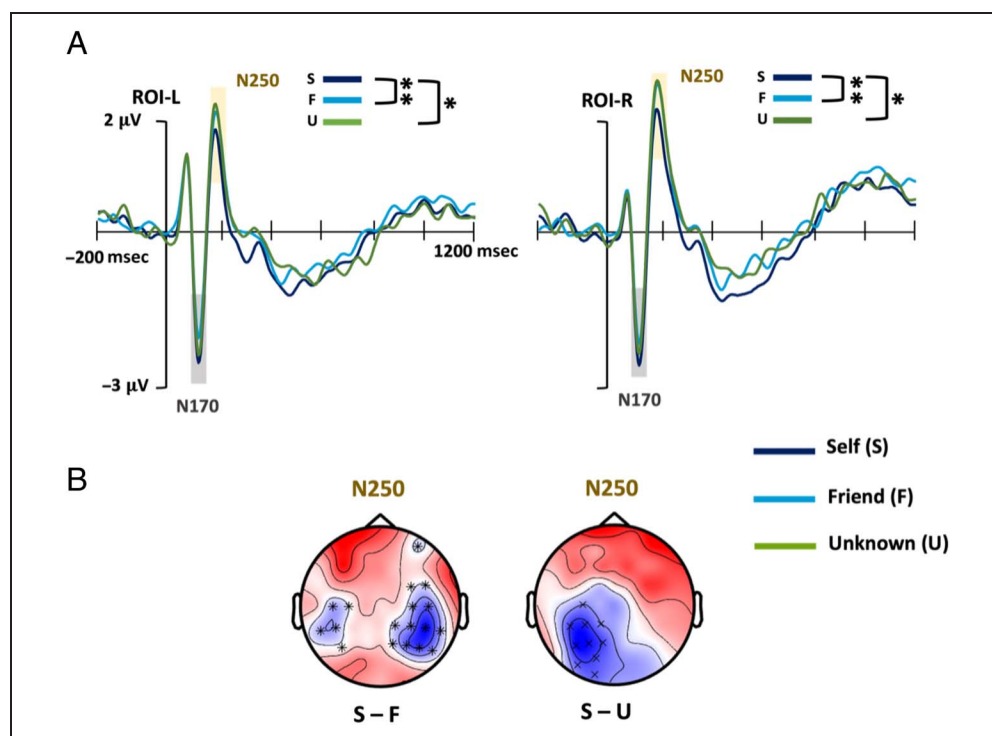 A
ROI-L
N250
S
F
U
**
*
2 μV
–200 msec
1200 msec
–3 μV
N170
ROI-R
N250
S
F
U
**
*
N170
B
N250
N250
S – F
S – U
Self (S)
Friend (F)
Unknown (U)